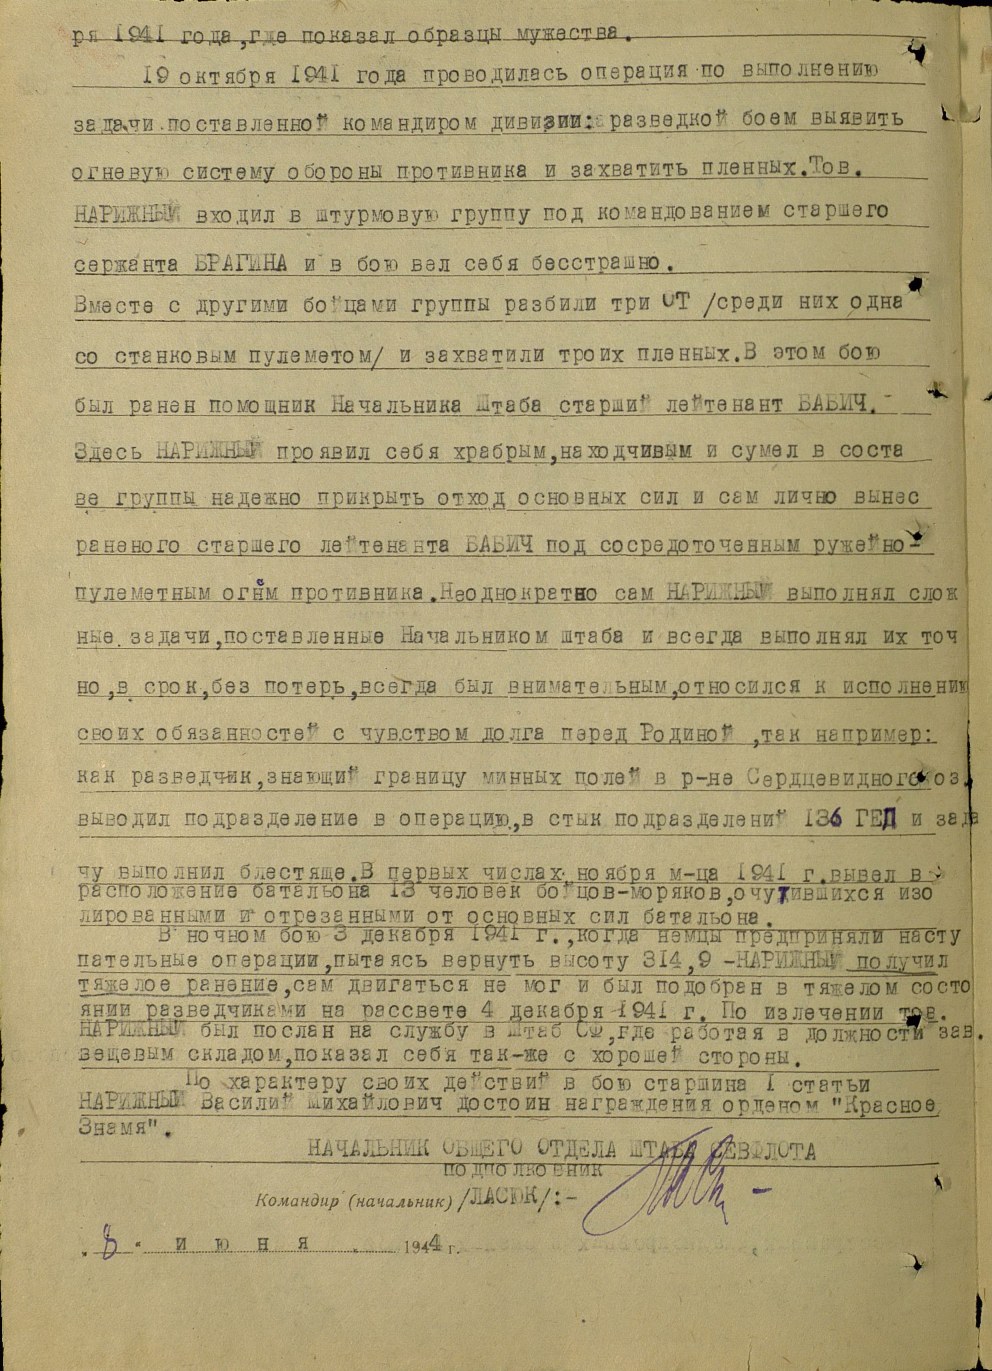 ря 1941 года,где показал образцы мужества.
19 октября 1941 года проводилась операция по выполнению
задачи поставленной командиром дивизии: разведкой боем выявить
огневую систему обороны противника и захватить пленных.Тов.
НАРИЖНЫЙ входил в штурмовую группу под командованием старшего
сержанта БРАГИНА и в бою вел себя бесстрашно.
Вместе с другими бойцами группы разбили три ОТ /среди них одна
со станковым пулеметом/ и захватили троих пленных.В этом бою
был ранен помощник Начальника Штаба старший лейтенант БАБИЧ.
Здесь НАРИЖНЫЙ проявил себя храбрым,находчивым и сумел в соста
ве группы надежно прикрыть отход основных сил и сам лично вынес
раненого старшего лейтенанта БАБИЧ под сосредоточенным ружейно-
пулеметным огнём противника.Неоднократно сам НАРИЖНЫЙ выполнял слож
ные задачи,поставленные Начальником штаба и всегда выполнял их точ
но,в срок,без потерь,всегда был внимательным,относился к исполнению
своих обязанностей с чувством долга перед Родиной ,так например:
как разведчик,знающий границу минных полей в р-не Сердцевидного оз.
выводил подразделение в операцию,в стык подразделений 136 ГЕД и зада
чу выполнил блестяще.В первых числах ноября м-ца 1941 г.вывел в
расположение батальона 13 человек бойцов-моряков,очутившихся изо
лированными и отрезанными от основных сил батальона.
В ночном бою 3 декабря 1941 г.,когда немцы предприняли насту
пательные операции,пытаясь вернуть высоту 314,9 -НАРИЖНЫЙ получил
тяжелое ранение,сам двигаться не мог и был подобран в тяжелом состо
янии разведчиками на рассвете 4 декабря 1941 г. По излечении тов.
НАРИЖНЫЙ был послан на службу в Штаб СФ,где работая в должности зав.
вещевым складом,показал себя так-же с хорошей стороны.
По характеру своих действий в бою старшина 1 статьи
НАРИЖНЫЙ Василий Михайлович достоин награждения орденом "Красное
Знамя".
НАЧАЛЬНИК ОБЩЕГО ОТДЕЛА ШТАБА СЕВФЛОТА
ПОДПОЛКОВНИК
Командир (начальник) /ЛАСЮК/:-
„ 8 “ июня 1944 г.